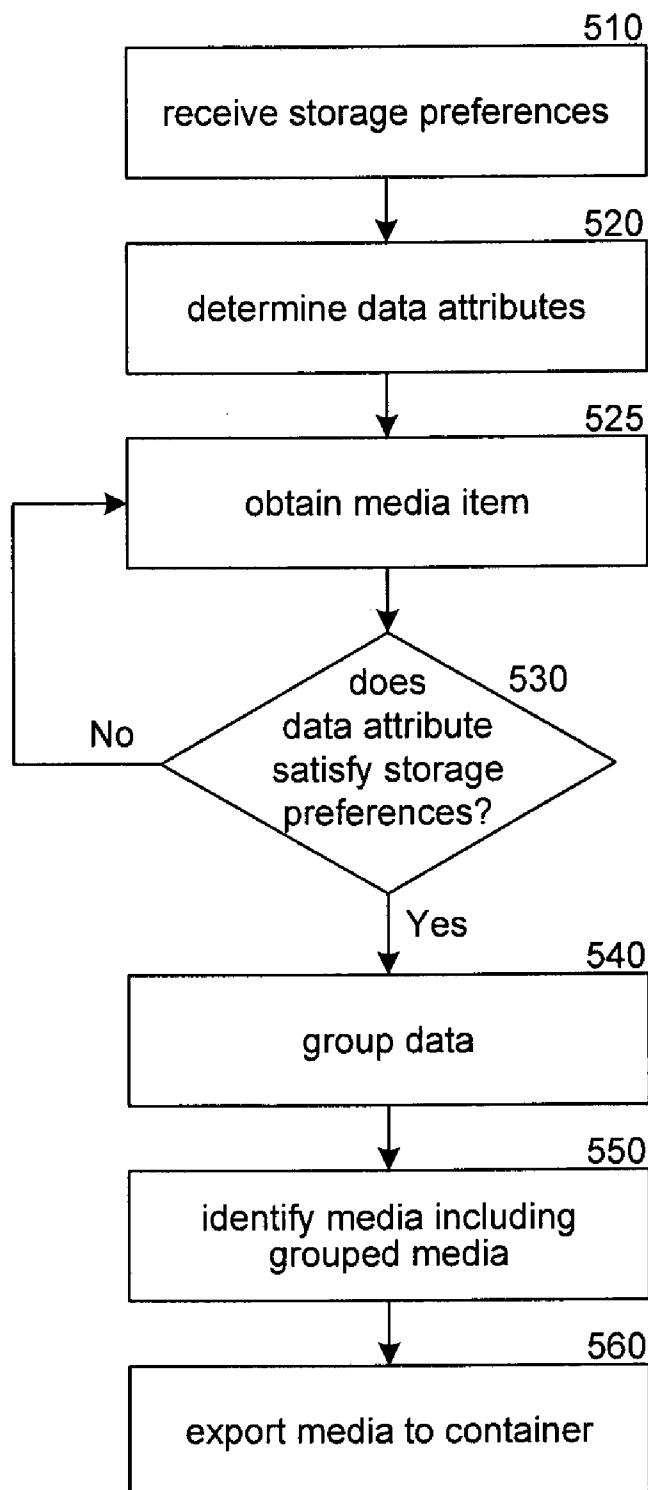 510
receive storage preferences
520
determine data attributes
525
obtain media item
530
does
data attribute
satisfy storage
preferences?
No
Yes
540
group data
550
identify media including
grouped media
560
export media to container